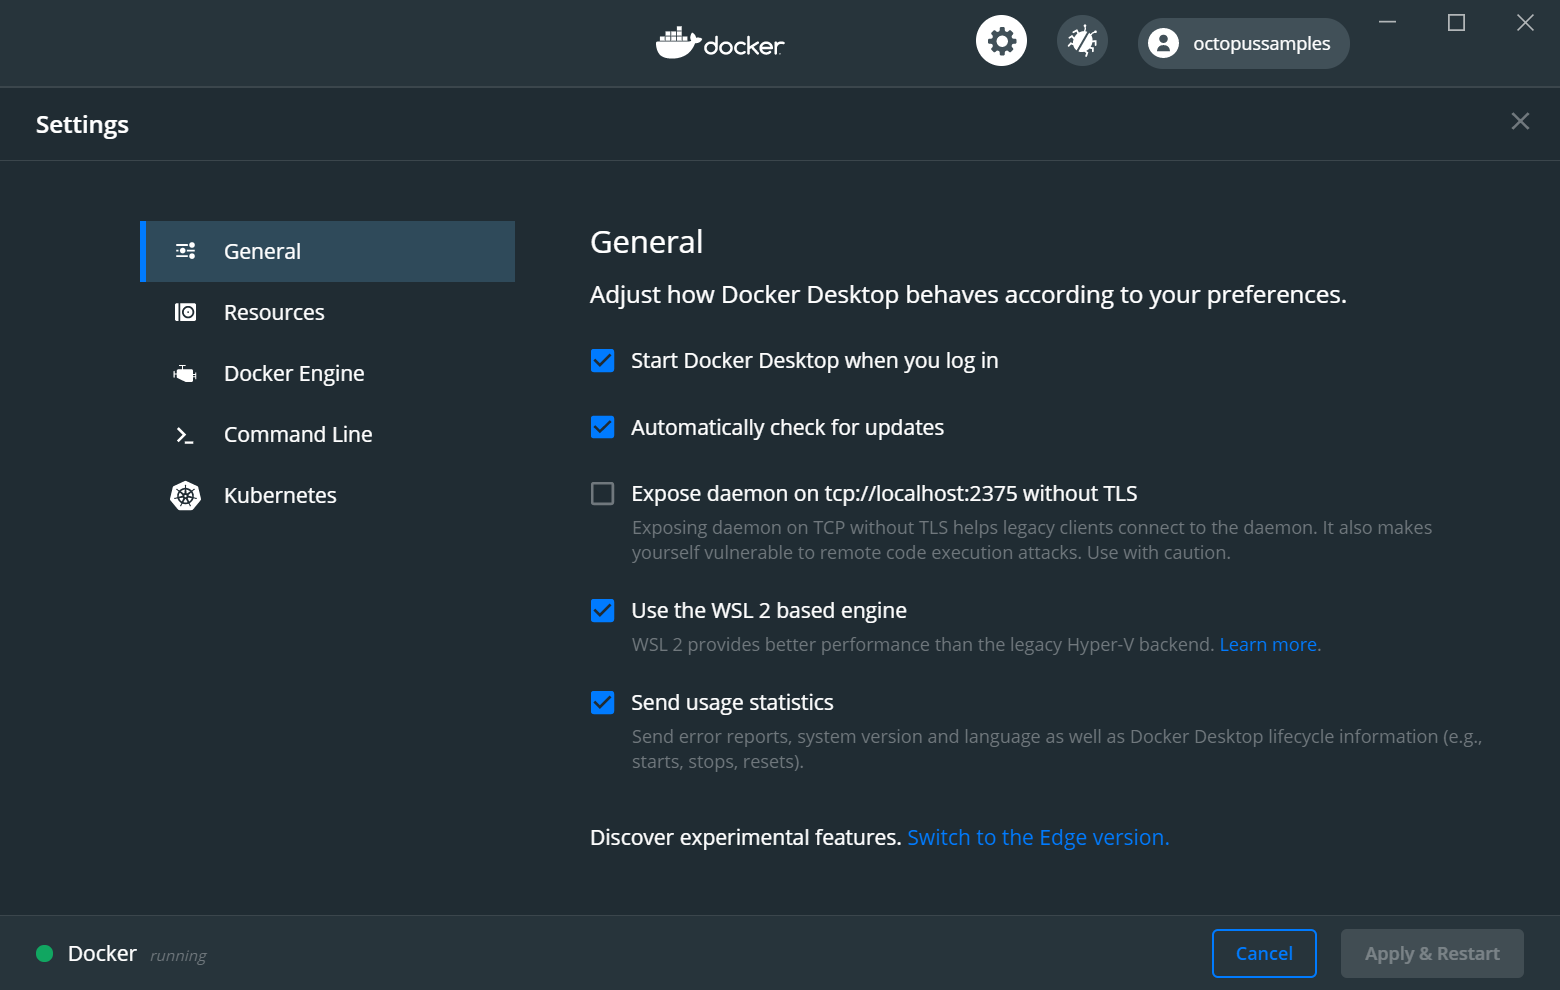 docker
octopussamples
Settings
General
Resources
Docker Engine
Command Line
Kubernetes
General
Adjust how Docker Desktop behaves according to your preferences.
Start Docker Desktop when you log in
Automatically check for updates
Expose daemon on tcp://localhost:2375 without TLS
Exposing daemon on TCP without TLS helps legacy clients connect to the daemon. It also makes
yourself vulnerable to remote code execution attacks. Use with caution.
Use the WSL 2 based engine
WSL 2 provides better performance than the legacy Hyper-V backend. Learn more.
Send usage statistics
Send error reports, system version and language as well as Docker Desktop lifecycle information (e.g.,
starts, stops, resets).
Discover experimental features. Switch to the Edge version.
Docker running
Cancel
Apply & Restart